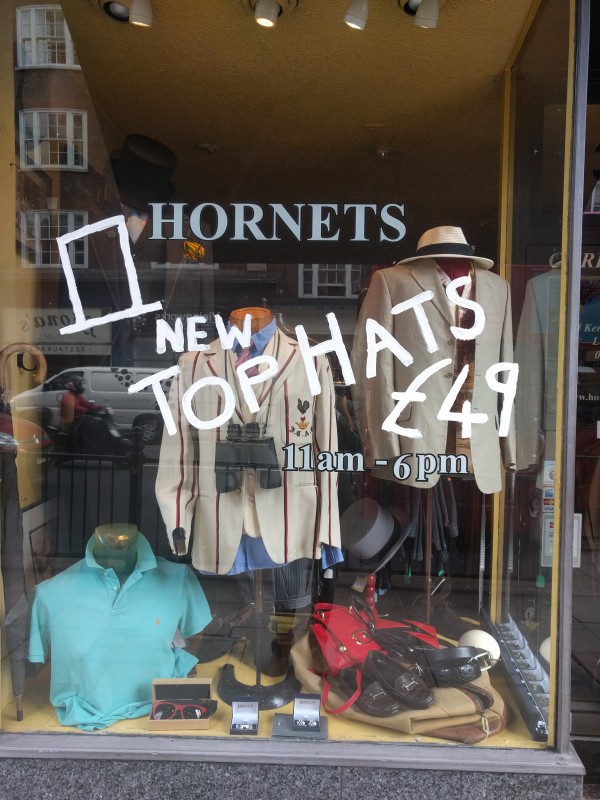 HORNETS
NEW
TOP HATS
£49
11am - 6pm